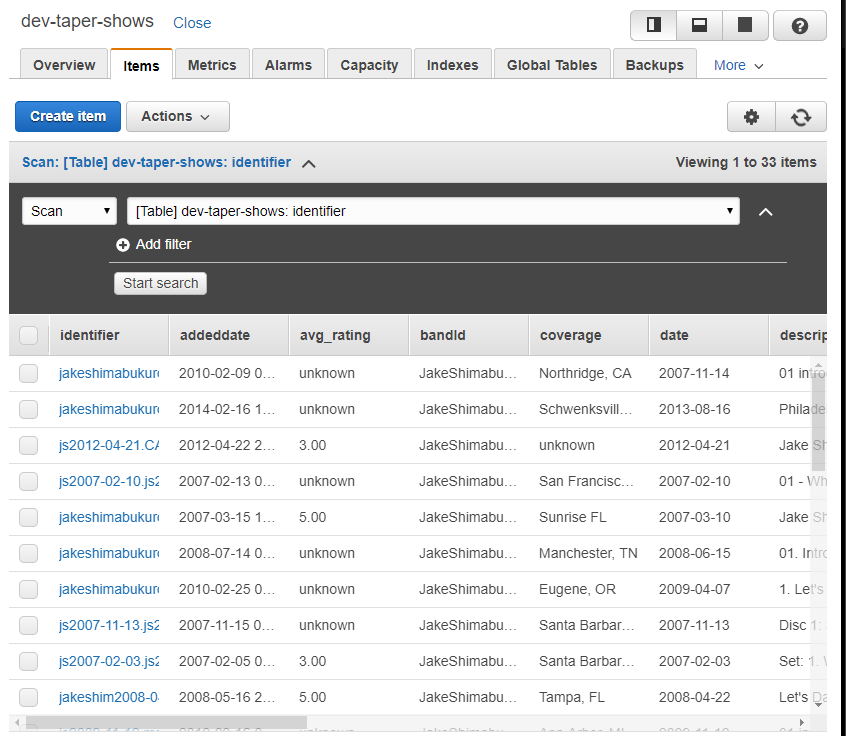 dev-taper-shows Close
Overview Items Metrics Alarms Capacity Indexes Global Tables Backups More
Create item Actions
Scan: [Table] dev-taper-shows: identifier Viewing 1 to 33 items
Scan [Table] dev-taper-shows: identifier
Add filter
Start search
identifier addeddate avg_rating bandId coverage date descrip
jakeshimabukuro 2010-02-09 0... unknown JakeShimabu... Northridge, CA 2007-11-14 01 intro
jakeshimabukuro 2014-02-16 1... unknown JakeShimabu... Schwenksvill... 2013-08-16 Philade
js2012-04-21.CA 2012-04-22 2... 3.00 JakeShimabu... unknown 2012-04-21 Jake Sh
js2007-02-10.js2 2007-02-13 0... unknown JakeShimabu... San Francisc... 2007-02-10 01 - Wh
jakeshimabukuro 2007-03-15 1... 5.00 JakeShimabu... Sunrise FL 2007-03-10 Jake Sh
jakeshimabukuro 2008-07-14 0... unknown JakeShimabu... Manchester, TN 2008-06-15 01. Intro
jakeshimabukuro 2010-02-25 0... unknown JakeShimabu... Eugene, OR 2009-04-07 1. Let's
js2007-11-13.js2 2007-11-15 0... unknown JakeShimabu... Santa Barbar... 2007-11-13 Disc 1:
js2007-02-03.js2 2007-02-05 0... 3.00 JakeShimabu... Santa Barbar... 2007-02-03 Set: 1.
jakeshim2008-0 2008-05-16 2... 5.00 JakeShimabu... Tampa, FL 2008-04-22 Let's Da